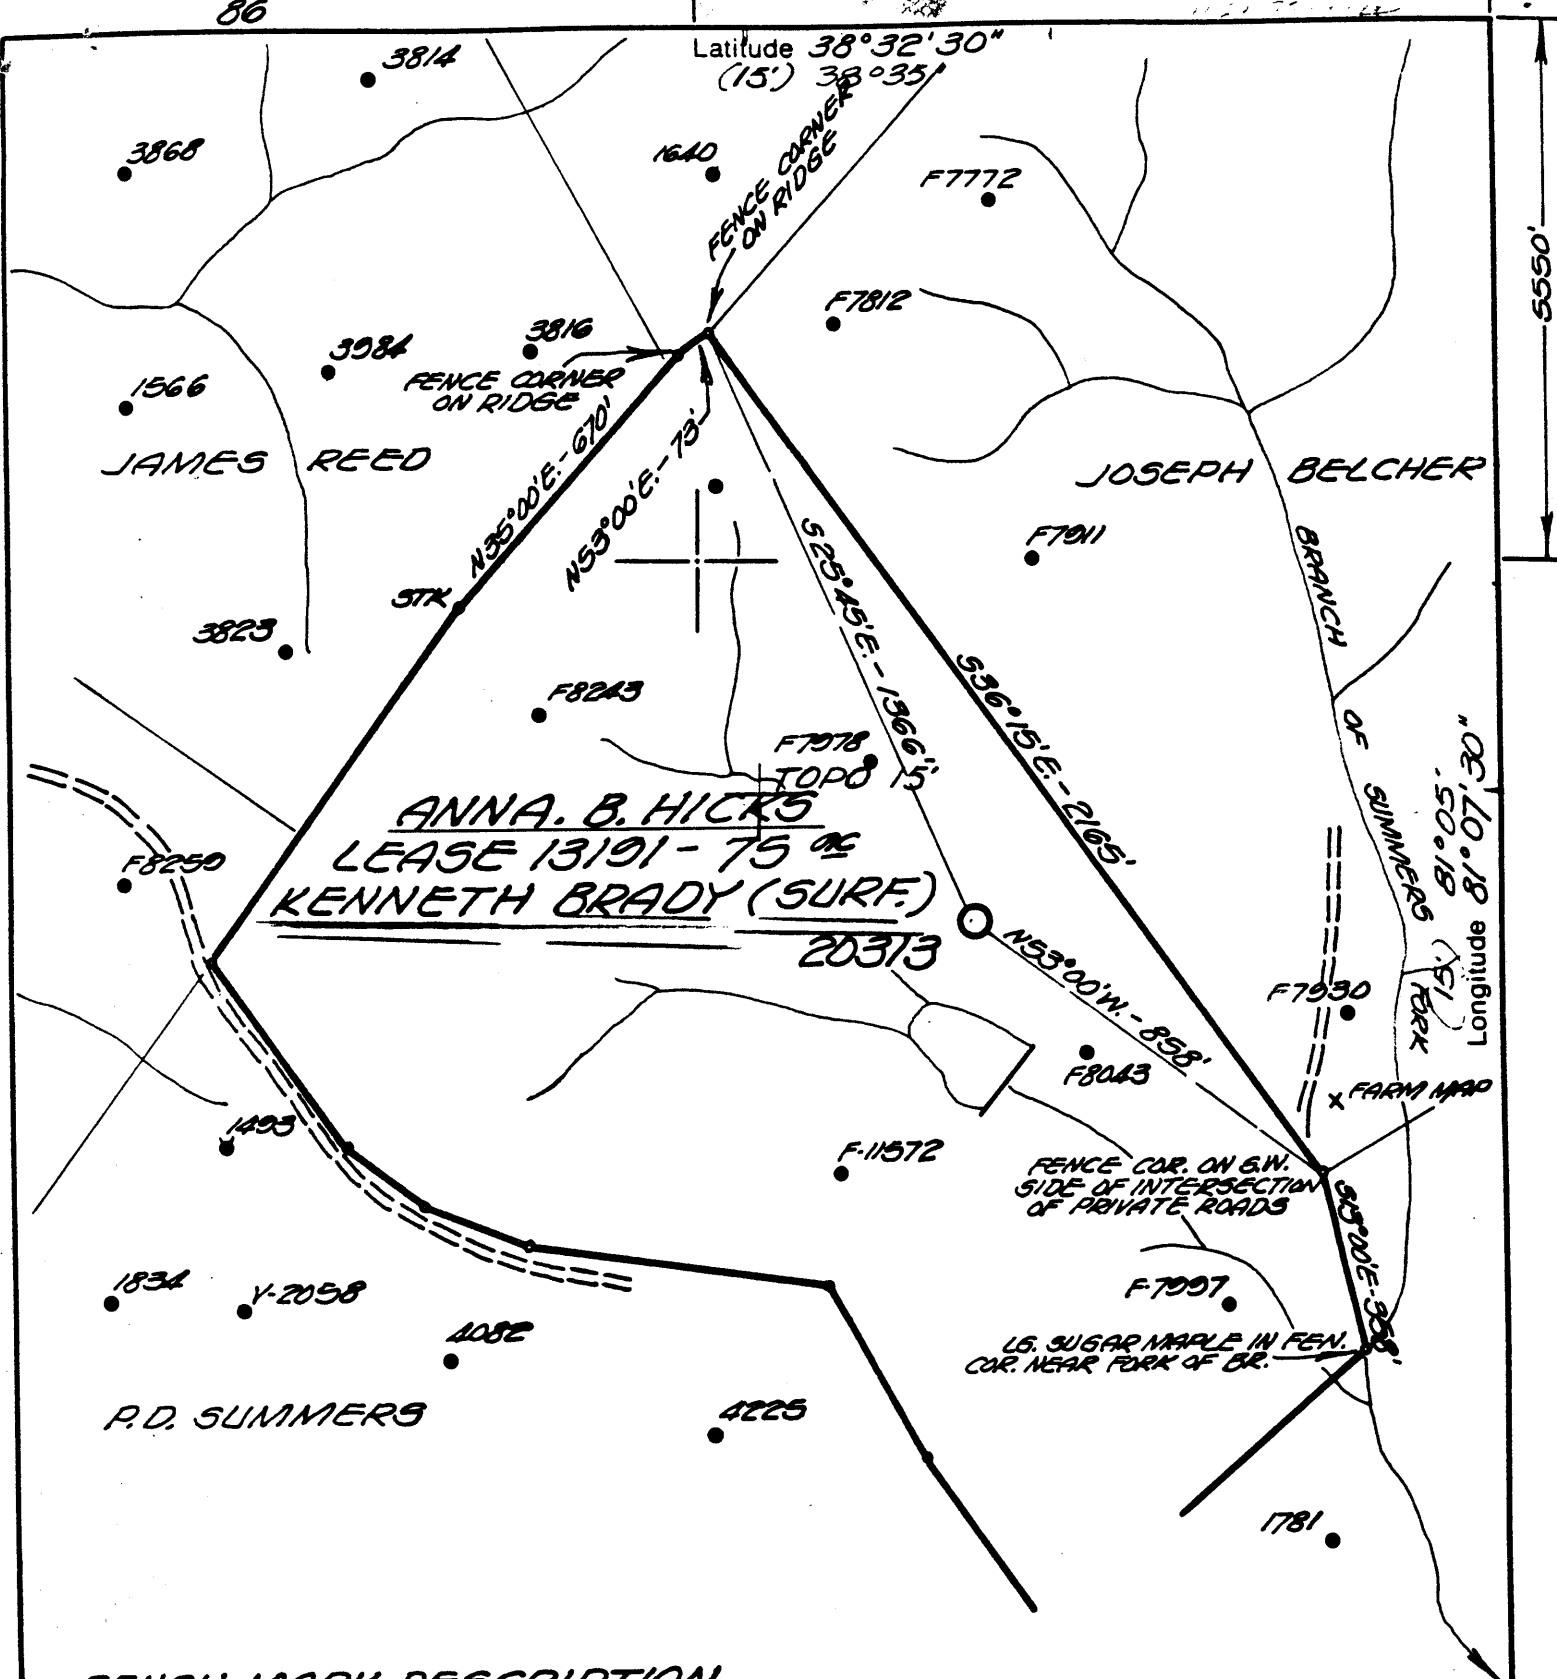 86
Latitude 38°32'30"
(15') 38°35'
3814
3868
1640
FENCE CORNER
ON RIDGE
F7772
5550'
F7812
3816
3984
FENCE CORNER
ON RIDGE
1566
JAMES REED
N35°00'E.-670'
N53°00'E.-73'
JOSEPH BELCHER
S25°45'E.-1366'
F7911
BRANCH OF SUMMERS FORK
STK
3823
S36°15'E.-2165'
F8243
F7978
TOPO 15'
(15') 81°05'
Longitude 81°07'30"
ANNA. B. HICKS
LEASE 13191-75 ac
KENNETH BRADY (SURF.)
20373
F8259
N53°00'W.-858'
F7930
F8043
FARM MAP
1493
F-11572
FENCE COR. ON S.W.
SIDE OF INTERSECTION
OF PRIVATE ROADS
1834
Y-2058
F-7997
4082
LG. SUGAR MAPLE IN FEN.
COR. NEAR FORK OF BR.
P.D. SUMMERS
4225
1781
BENCH MARK DESCRIPTION